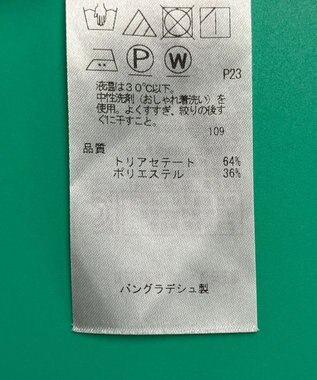 P W
P23
液温は30℃以下。
中性洗剤(おしゃれ着洗い)を
使用。よくすすぎ、絞りの後す
ぐに干すこと。
109
品質
トリアセテート 64%
ポリエステル 36%
バングラデシュ製